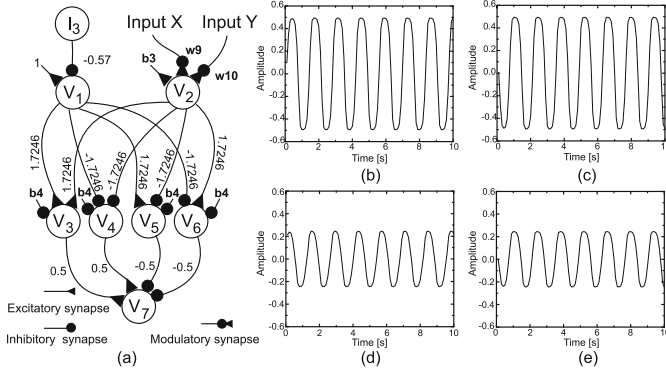 I3
Input X
Input Y
-0.57
1
b3
w9
w10
V1
V2
1.7246
1.7246
-1.7246
-1.7246
1.7246
-1.7246
1.7246
b4
b4
b4
b4
V3
V4
V5
V6
0.5
0.5
-0.5
-0.5
V7
Excitatory synapse
Inhibitory synapse
Modulatory synapse
(a)
Amplitude
0.6
0.4
0.2
0.0
-0.2
-0.4
-0.6
0
2
4
6
8
10
Time [s]
(b)
Amplitude
0.6
0.4
0.2
0.0
-0.2
-0.4
-0.6
0
2
4
6
8
10
Time [s]
(c)
Amplitude
0.6
0.4
0.2
0.0
-0.2
-0.4
-0.6
0
2
4
6
8
10
Time [s]
(d)
Amplitude
0.6
0.4
0.2
0.0
-0.2
-0.4
-0.6
0
2
4
6
8
10
Time [s]
(e)